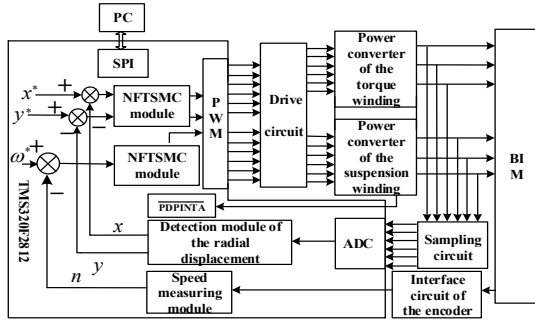 PC
SPI
x*
+
y*
+
−
−
ω*
+
−
NFTSMC
module
NFTSMC
module
P
W
M
Drive
circuit
Power
converter
of the
torque
winding
Power
converter
of the
suspension
winding
BI
M
TMS320F2812
PDPINTA
x
y
n
Detection module
of the radial
displacement
ADC
Sampling
circuit
Speed
measuring
module
Interface
circuit of
the encoder